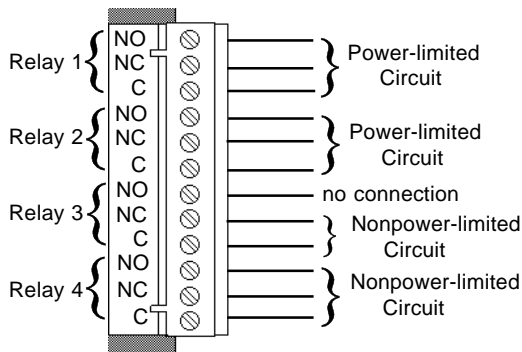 Relay 1
NO
NC
C
Power-limited
Circuit
Relay 2
NO
NC
C
Power-limited
Circuit
Relay 3
NO
NC
C
no connection
Nonpower-limited
Circuit
Relay 4
NO
NC
C
Nonpower-limited
Circuit